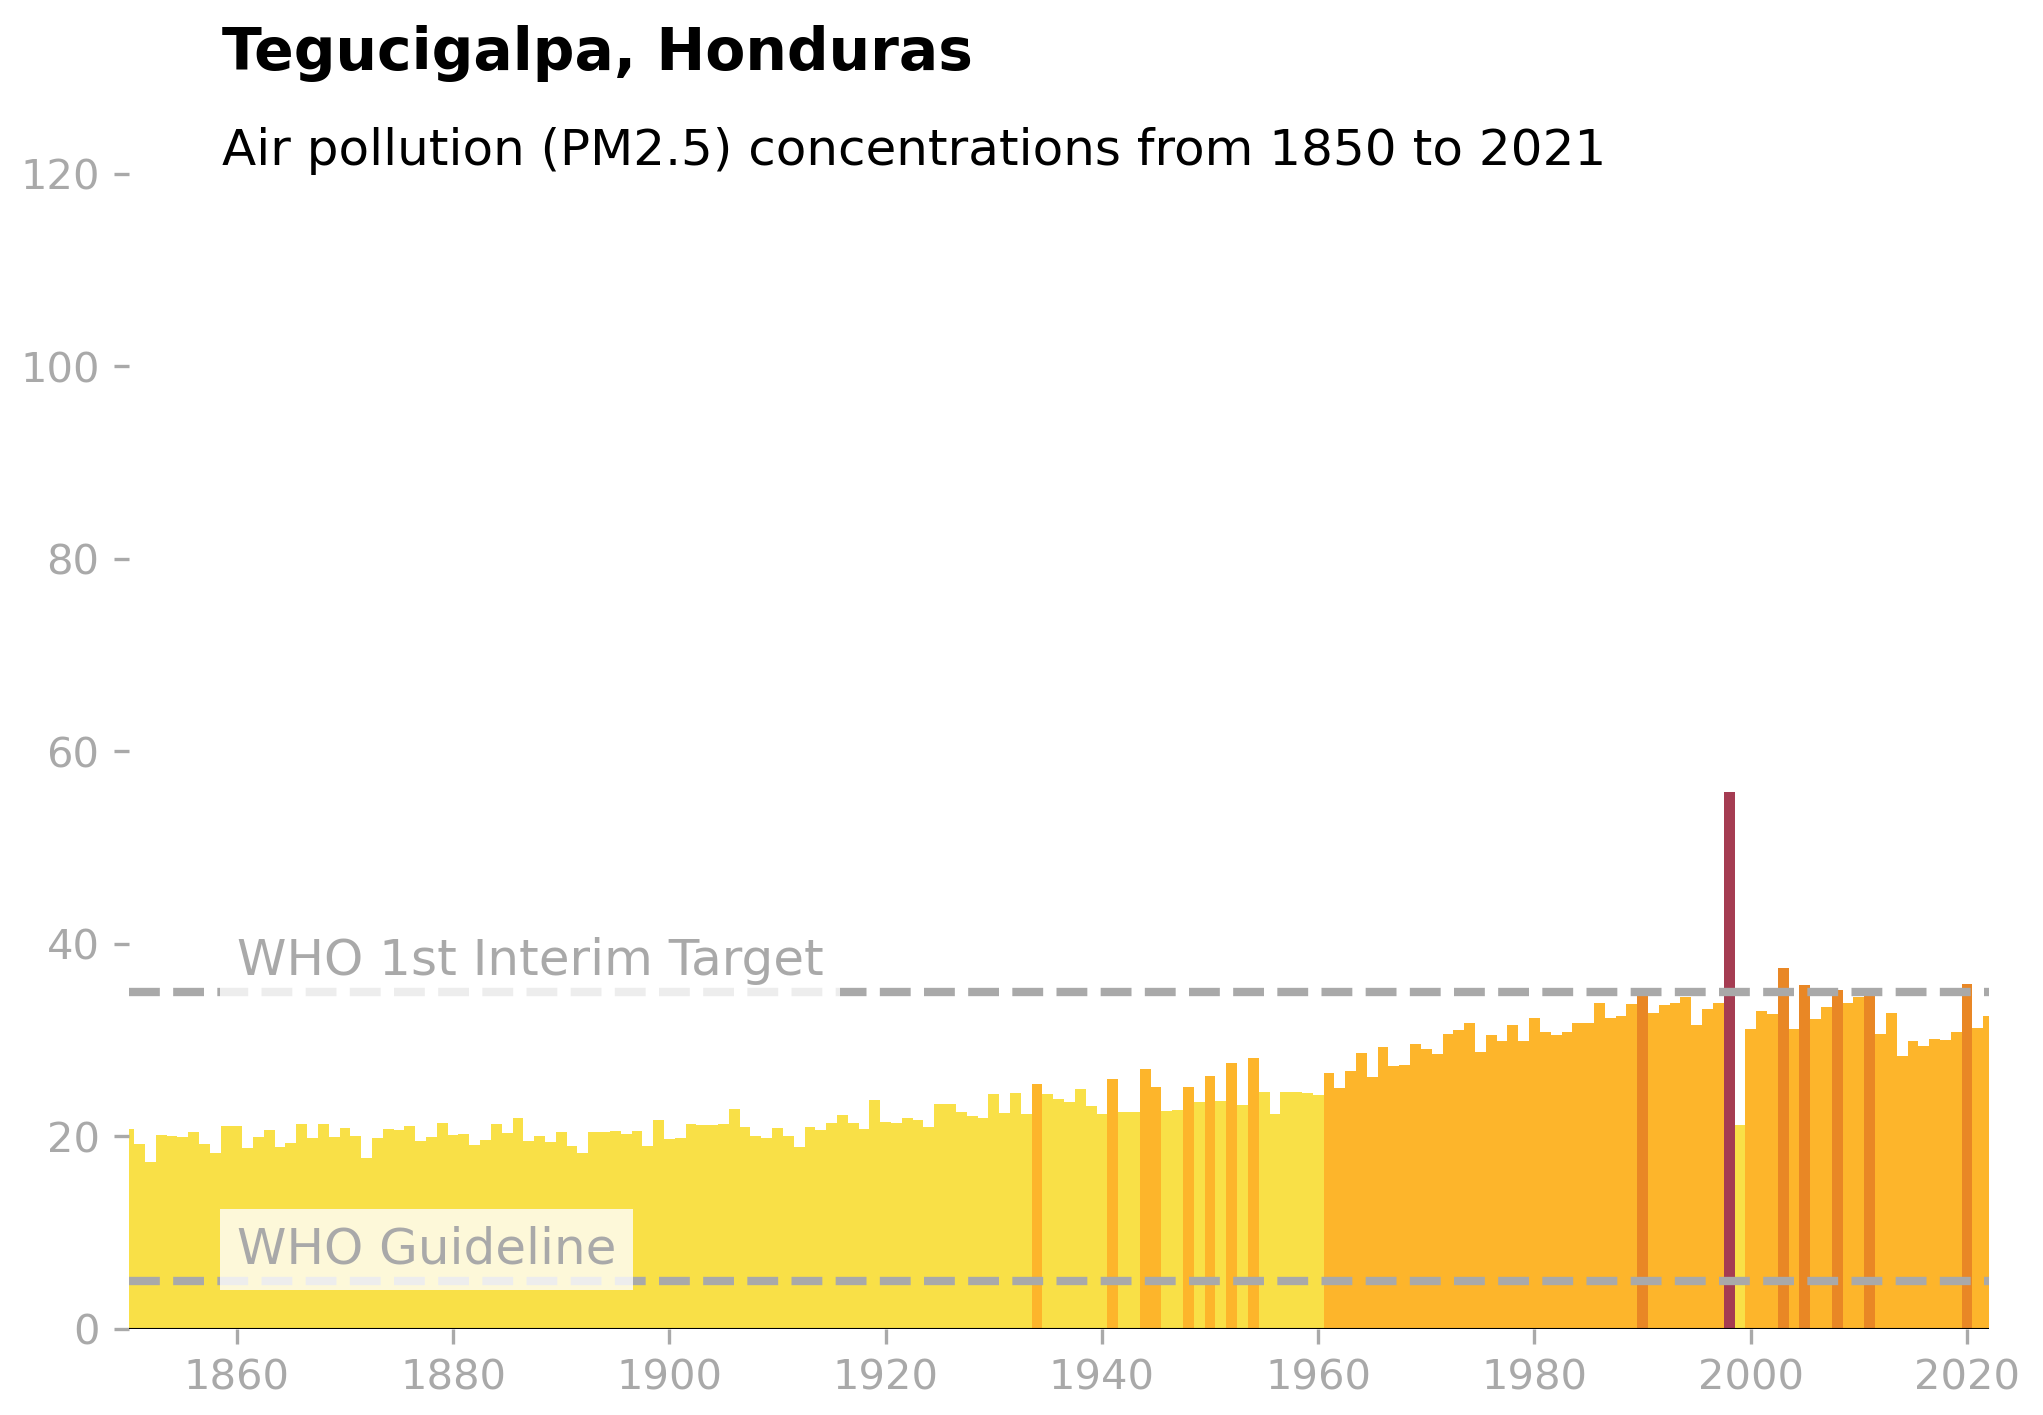 Tegucigalpa, Honduras
Air pollution (PM2.5) concentrations from 1850 to 2021
120
100
80
60
40
WHO 1st Interim Target
20
WHO Guideline
0
1860 1880 1900 1920 1940 1960 1980 2000 2020